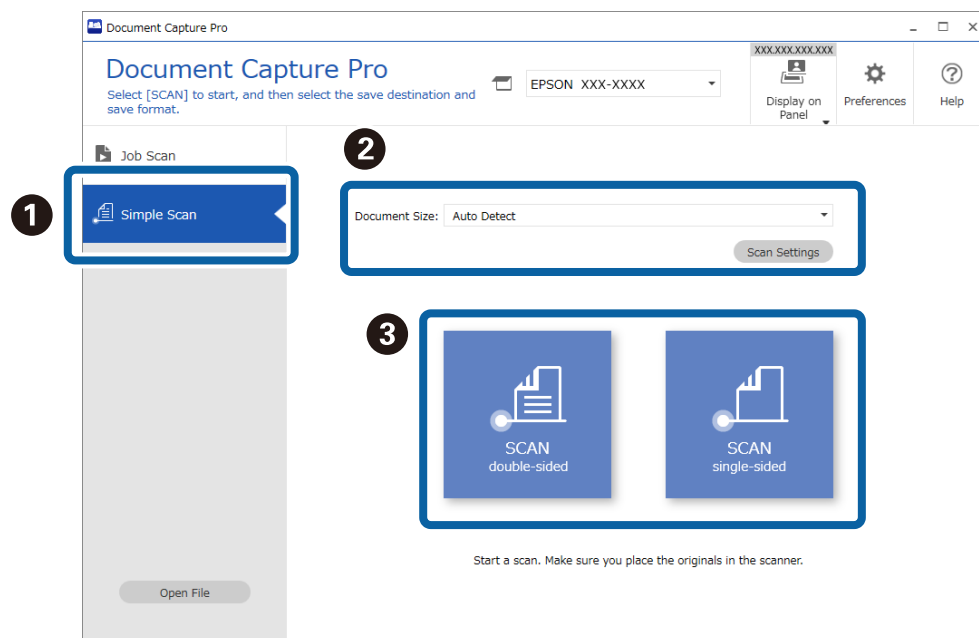 Document Capture Pro
Document Capture Pro
Select [SCAN] to start, and then select the save destination and
save format.
EPSON XXX-XXXX
XXX.XXX.XXX.XXX
Display on
Panel
Preferences
Help
Job Scan
1
Simple Scan
2
Document Size: Auto Detect
Scan Settings
3
SCAN
double-sided
SCAN
single-sided
Start a scan. Make sure you place the originals in the scanner.
Open File